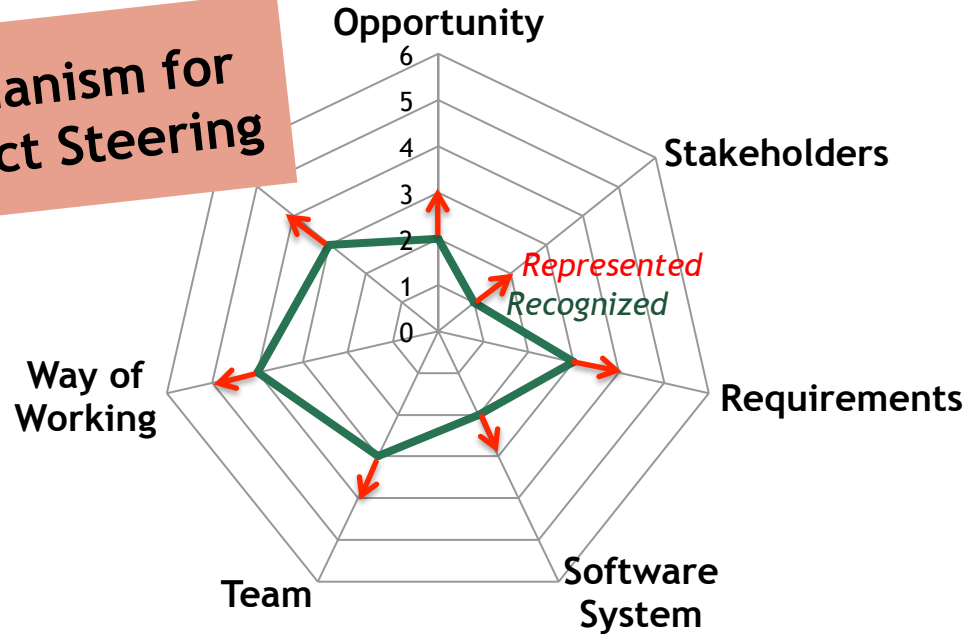 anism for
ct Steering
Opportunity
6
5
4
3
2
1
0
Stakeholders
Represented
Recognized
Requirements
Way of
Working
Team
Software
System